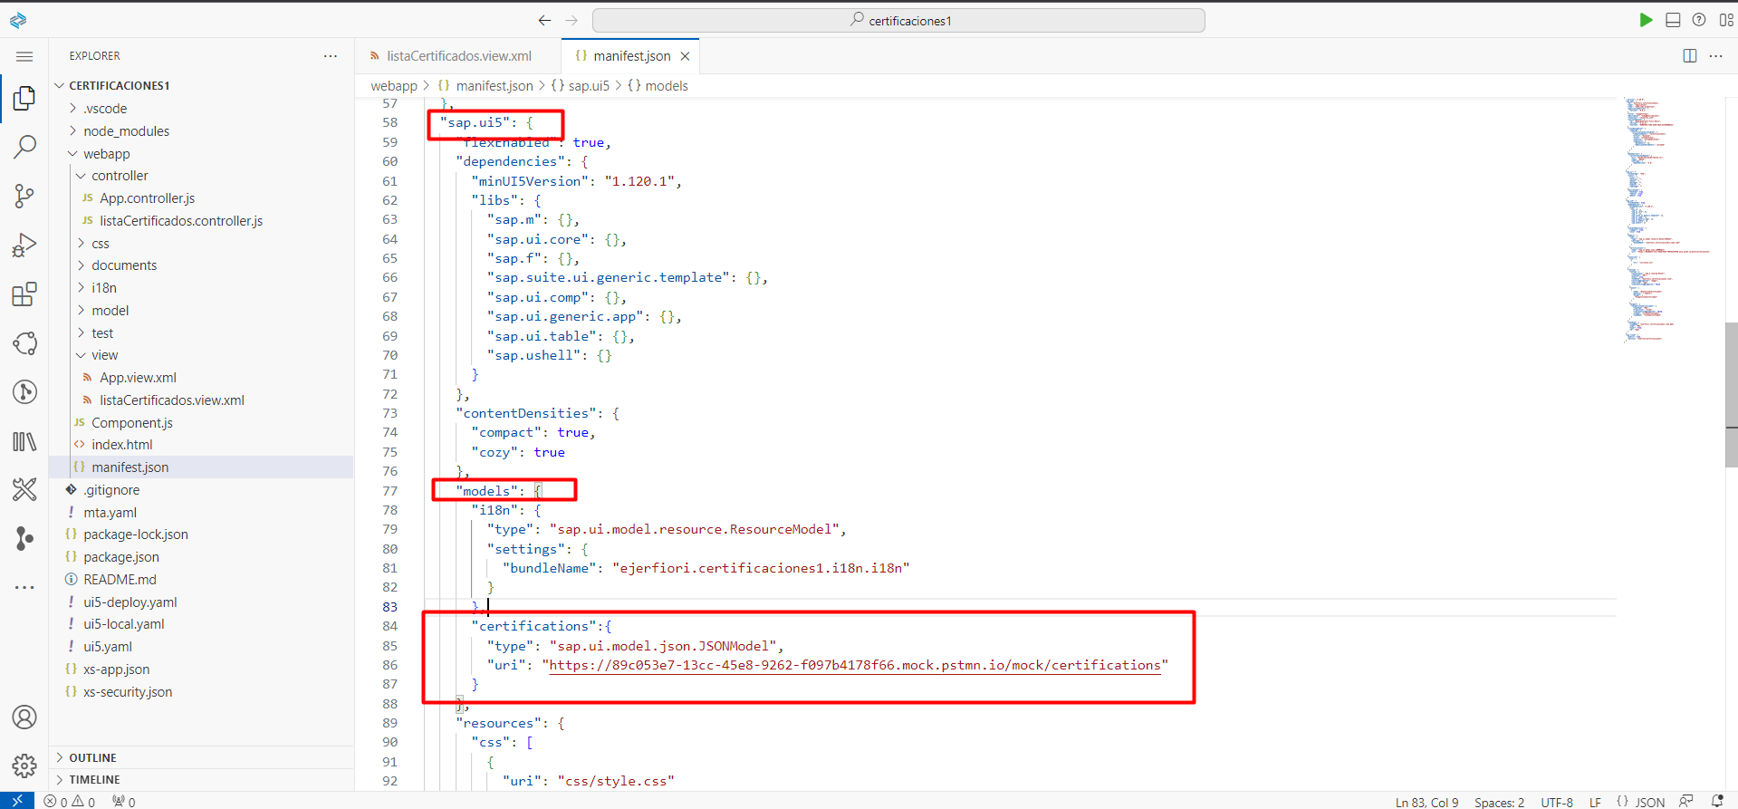 certificaciones1
EXPLORER
CERTIFICACIONES1
.vscode
node_modules
webapp
controller
JS App.controller.js
JS listaCertificados.controller.js
css
documents
i18n
model
test
view
App.view.xml
listaCertificados.view.xml
JS Component.js
<> index.html
{} manifest.json
.gitignore
! mta.yaml
{} package-lock.json
{} package.json
README.md
! ui5-deploy.yaml
! ui5-local.yaml
! ui5.yaml
{} xs-app.json
{} xs-security.json
OUTLINE
TIMELINE
listaCertificados.view.xml
{} manifest.json
webapp > {} manifest.json > {} sap.ui5 > {} models
57 },
58 "sap.ui5": {
59 "flexEnabled": true,
60 "dependencies": {
61 "minUI5Version": "1.120.1",
62 "libs": {
63 "sap.m": {},
64 "sap.ui.core": {},
65 "sap.f": {},
66 "sap.suite.ui.generic.template": {},
67 "sap.ui.comp": {},
68 "sap.ui.generic.app": {},
69 "sap.ui.table": {},
70 "sap.ushell": {}
71 }
72 },
73 "contentDensities": {
74 "compact": true,
75 "cozy": true
76 },
77 "models": {
78 "i18n": {
79 "type": "sap.ui.model.resource.ResourceModel",
80 "settings": {
81 "bundleName": "ejerfiori.certificaciones1.i18n.i18n"
82 }
83 },
84 "certifications":{
85 "type": "sap.ui.model.json.JSONModel",
86 "uri": "https://89c053e7-13cc-45e8-9262-f097b4178f66.mock.pstmn.io/mock/certifications"
87 }
88 },
89 "resources": {
90 "css": [
91 {
92 "uri": "css/style.css"
0 0 0
Ln 83, Col 9 Spaces: 2 UTF-8 LF {} JSON